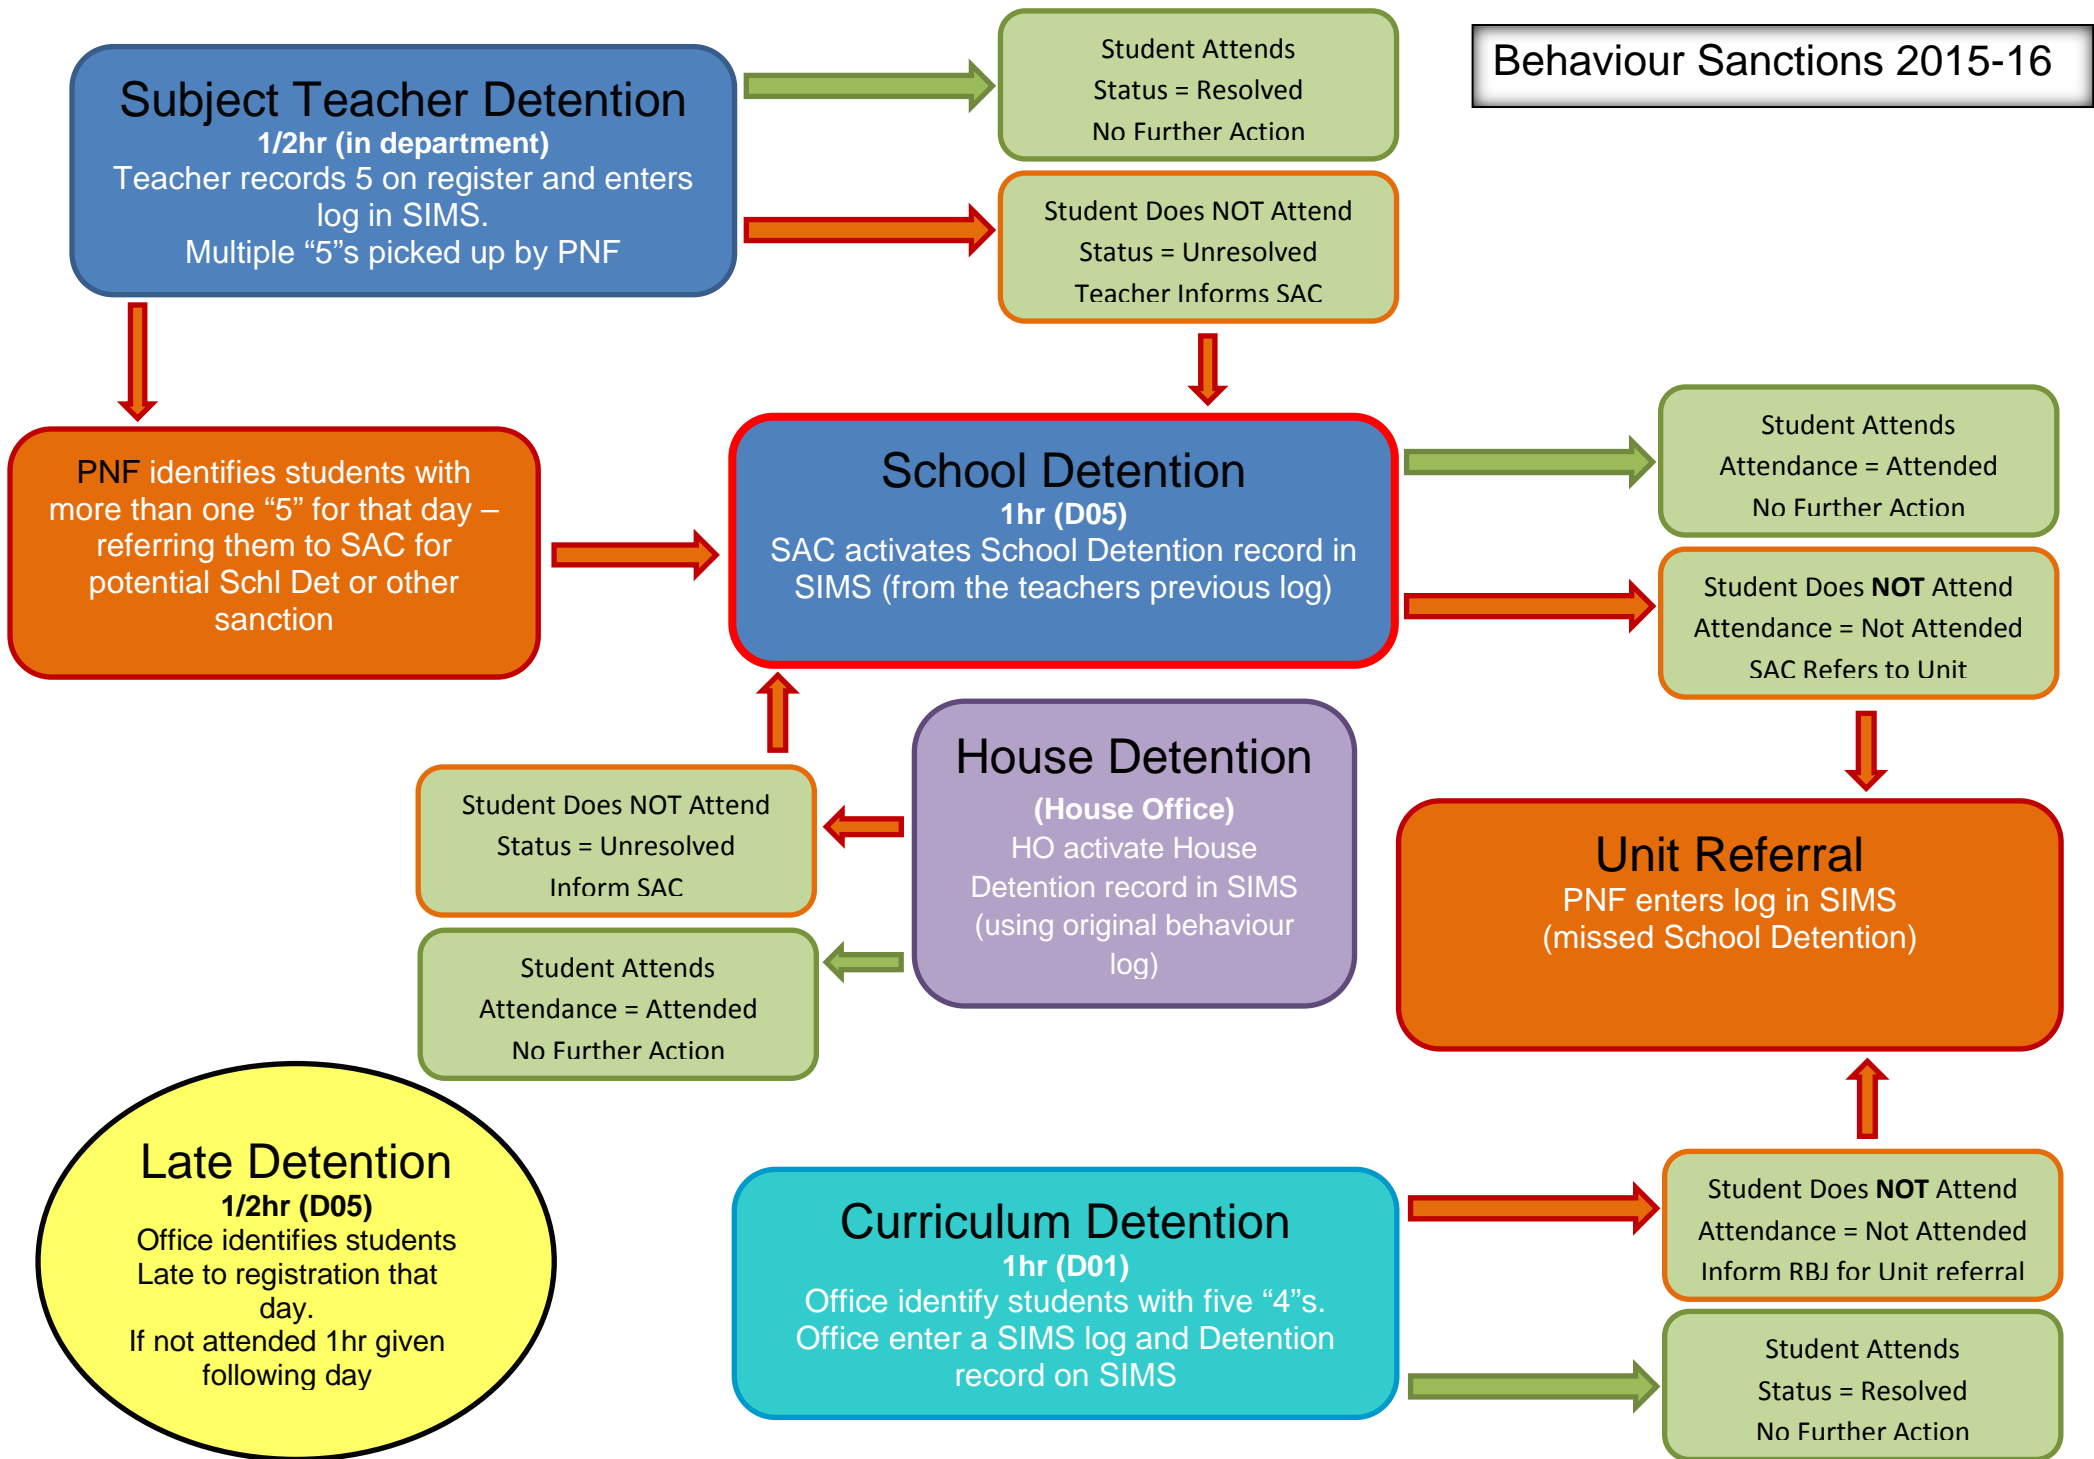 Behaviour Sanctions 2015-16
Subject Teacher Detention
1/2hr (in department)
Teacher records 5 on register and enters
log in SIMS.
Multiple “5”s picked up by PNF
Student Attends
Status = Resolved
No Further Action
Student Does NOT Attend
Status = Unresolved
Teacher Informs SAC
PNF identifies students with
more than one “5” for that day –
referring them to SAC for
potential Schl Det or other
sanction
School Detention
1hr (D05)
SAC activates School Detention record in
SIMS (from the teachers previous log)
Student Attends
Attendance = Attended
No Further Action
Student Does NOT Attend
Attendance = Not Attended
SAC Refers to Unit
Student Does NOT Attend
Status = Unresolved
Inform SAC
Student Attends
Attendance = Attended
No Further Action
House Detention
(House Office)
HO activate House
Detention record in SIMS
(using original behaviour
log)
Unit Referral
PNF enters log in SIMS
(missed School Detention)
Late Detention
1/2hr (D05)
Office identifies students
Late to registration that
day.
If not attended 1hr given
following day
Curriculum Detention
1hr (D01)
Office identify students with five “4”s.
Office enter a SIMS log and Detention
record on SIMS
Student Does NOT Attend
Attendance = Not Attended
Inform RBJ for Unit referral
Student Attends
Status = Resolved
No Further Action